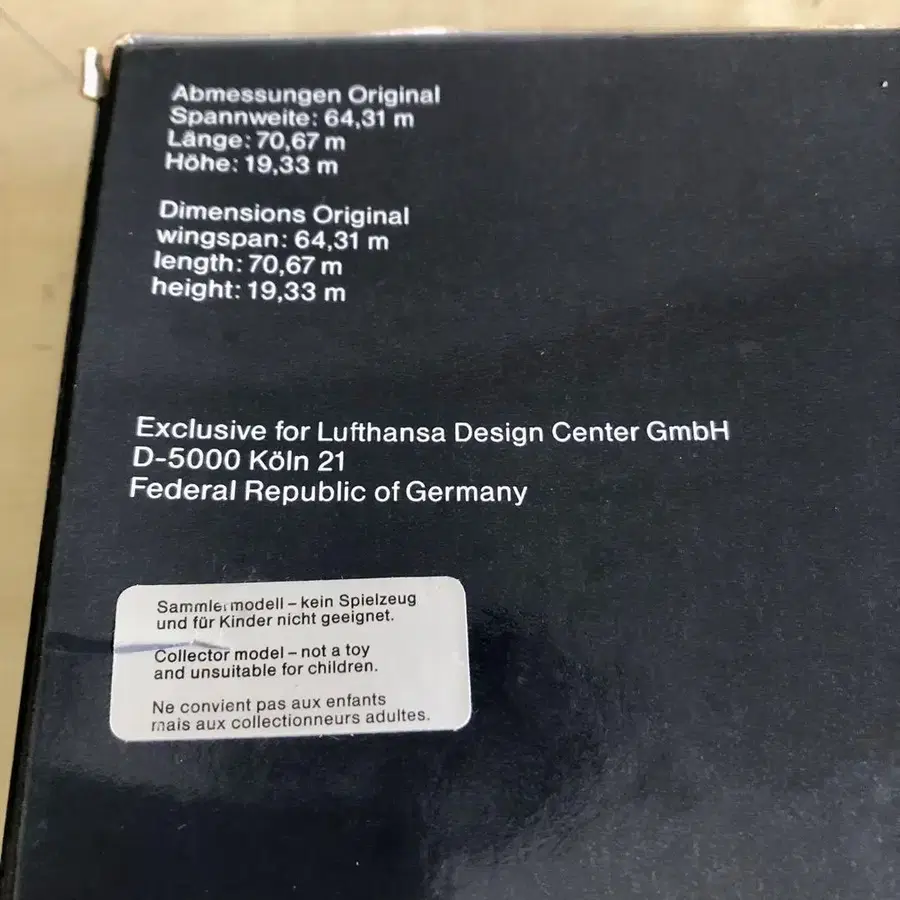 Abmessungen Original
Spannweite: 64,31 m
Länge: 70,67 m
Höhe: 19,33 m
Dimensions Original
wingspan: 64,31 m
length: 70,67 m
height: 19,33 m
Exclusive for Lufthansa Design Center GmbH
D-5000 Köln 21
Federal Republic of Germany
Sammlermodell – kein Spielzeug
und für Kinder nicht geeignet.
Collector model – not a toy
and unsuitable for children.
Ne convient pas aux enfants
mais aux collectionneurs adultes.